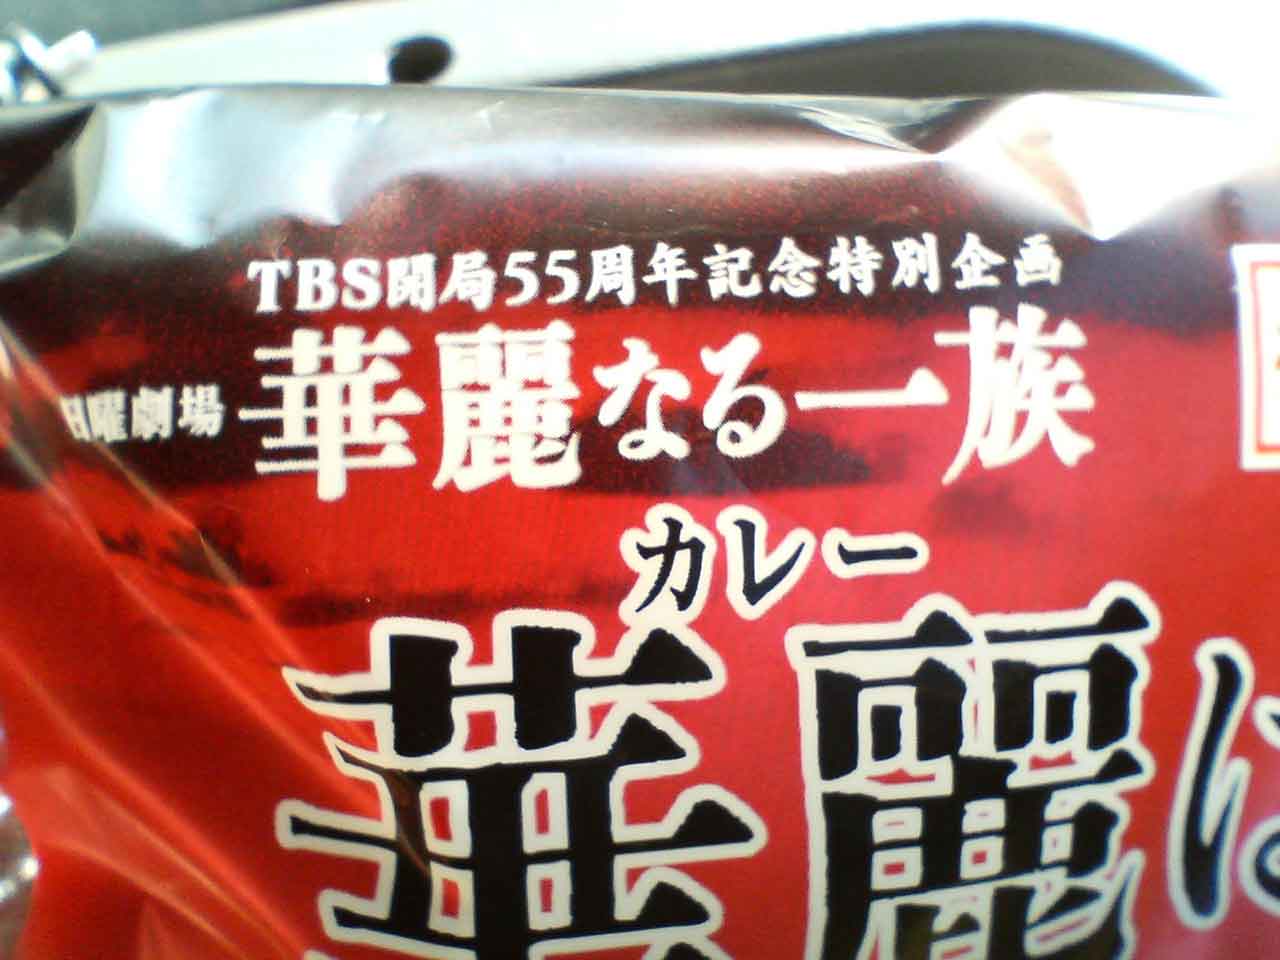 TBS開局55周年記念特別企画
日曜劇場 華麗なる一族
カレー
華麗